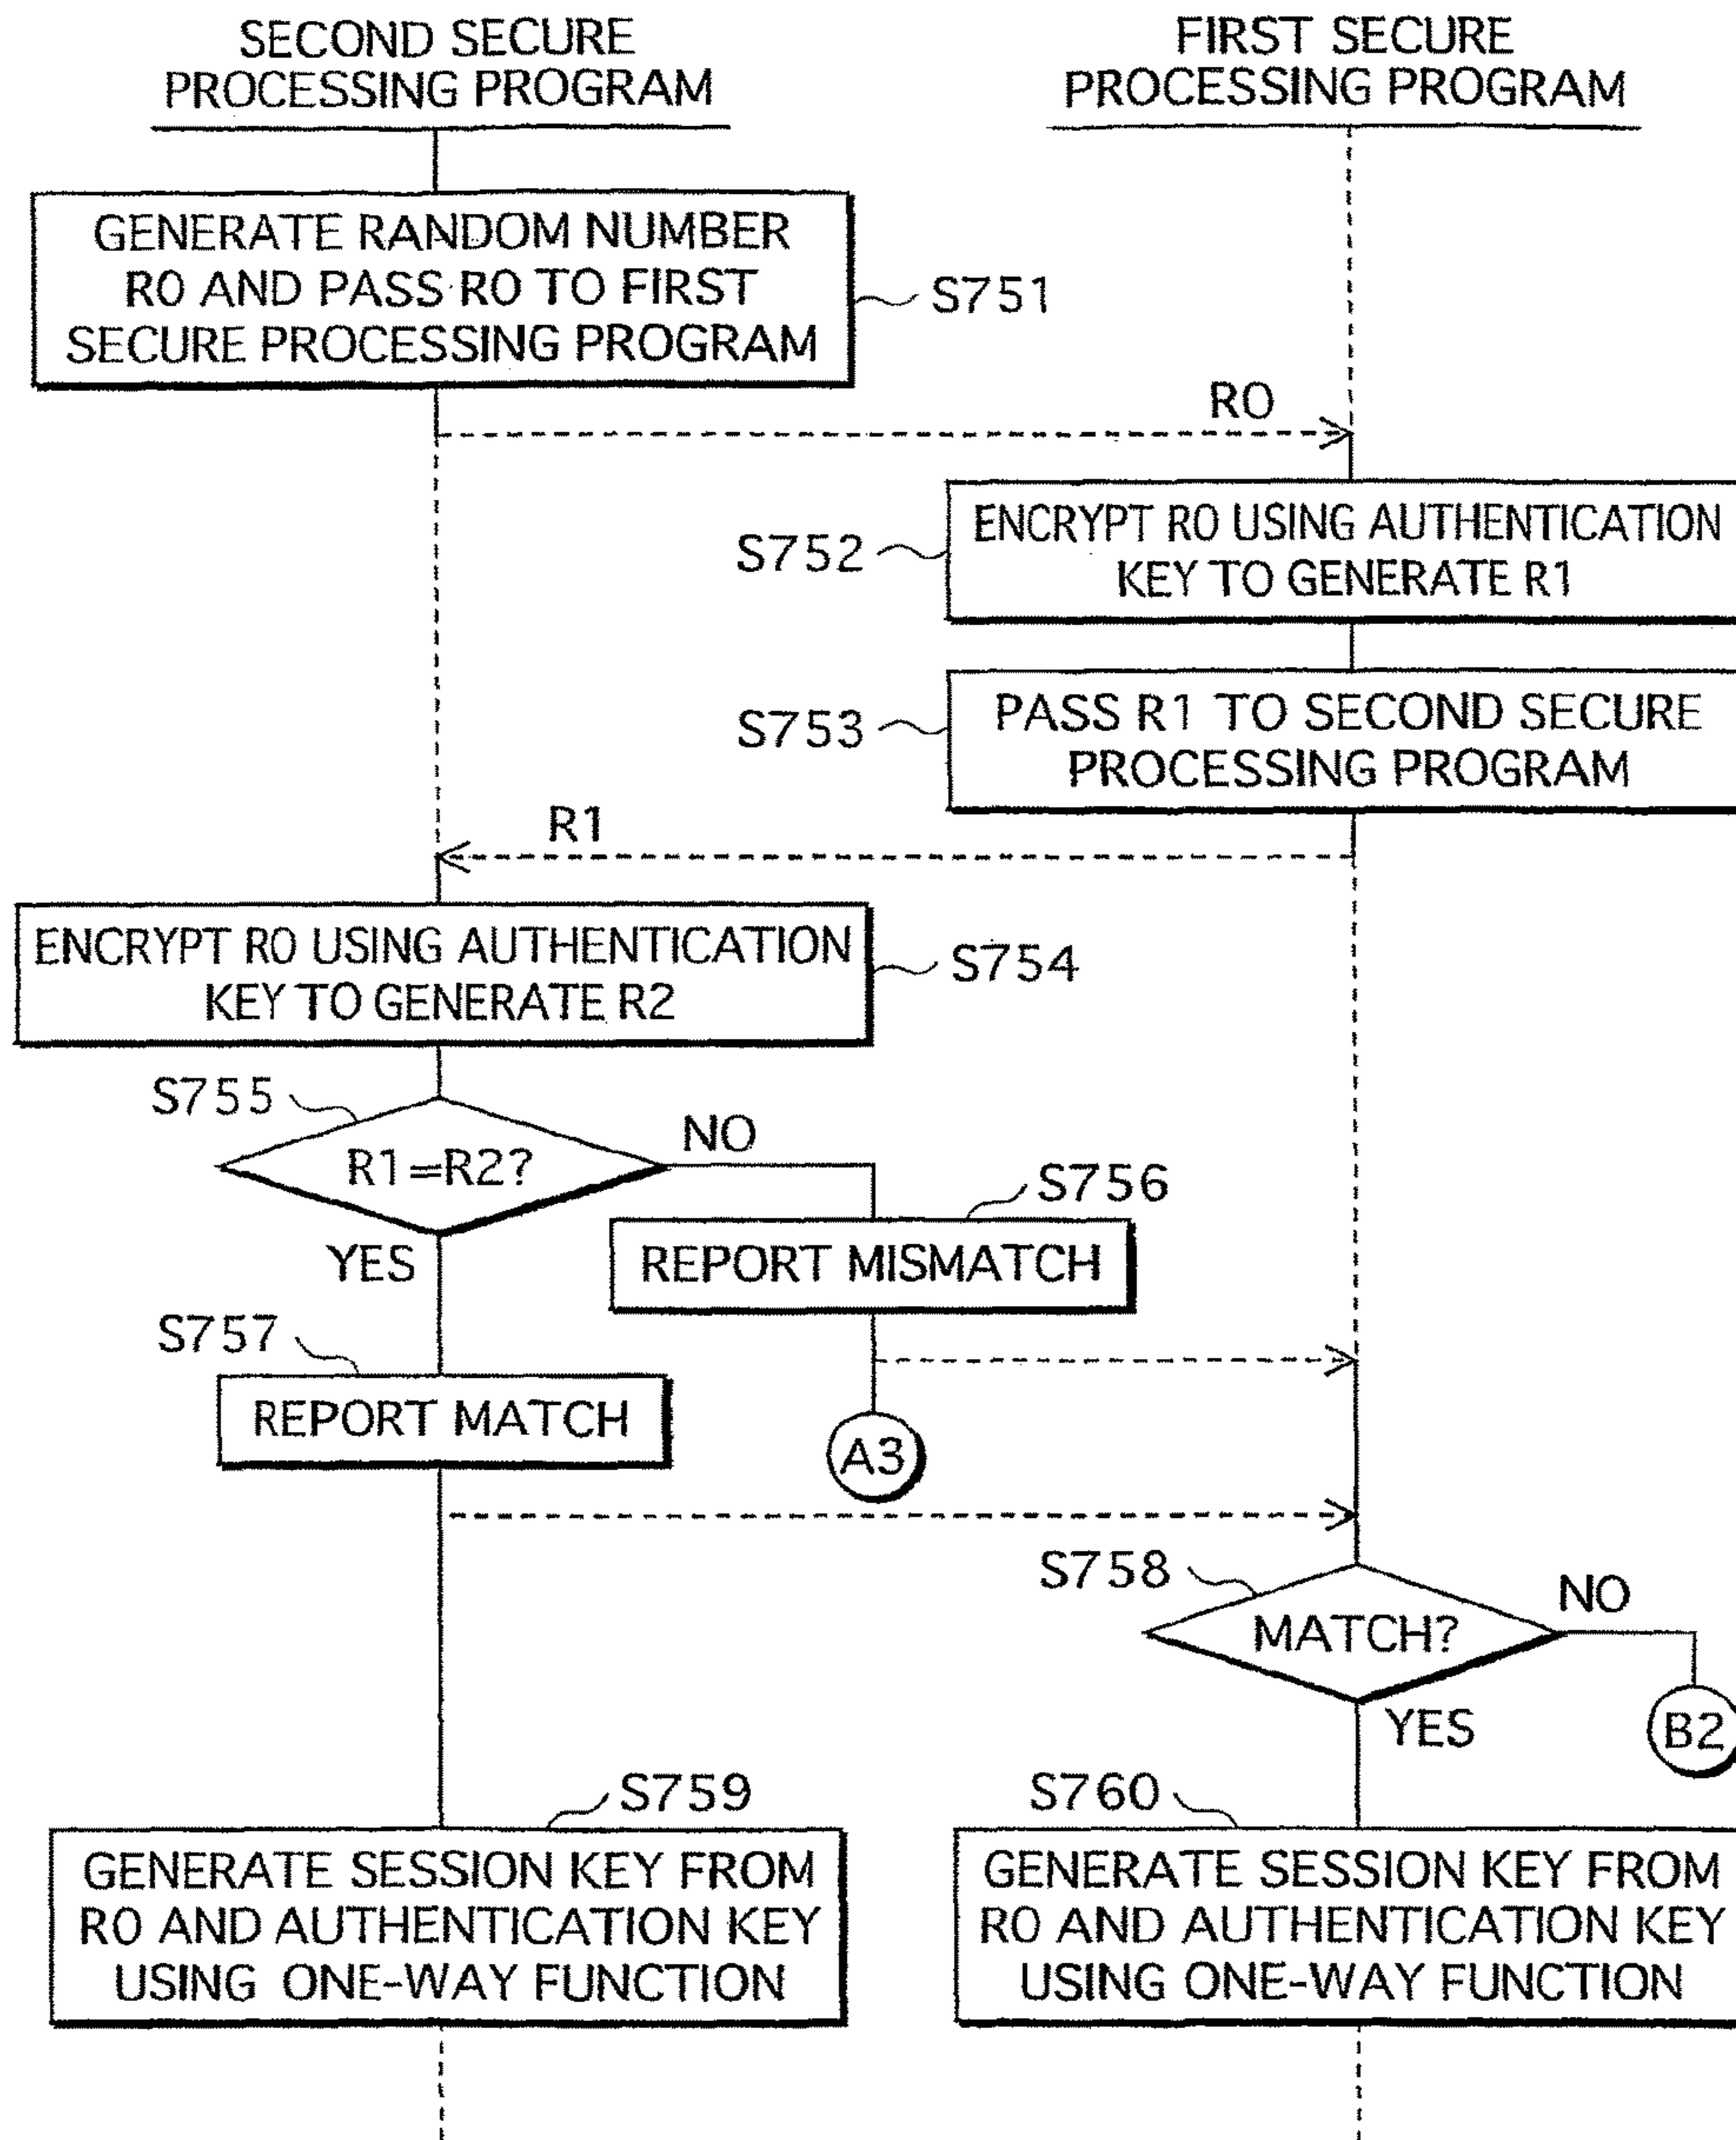 SECOND SECURE
PROCESSING PROGRAM
FIRST SECURE
PROCESSING PROGRAM
GENERATE RANDOM NUMBER
R0 AND PASS R0 TO FIRST
SECURE PROCESSING PROGRAM
S751
R0
S752
ENCRYPT R0 USING AUTHENTICATION
KEY TO GENERATE R1
S753
PASS R1 TO SECOND SECURE
PROCESSING PROGRAM
R1
ENCRYPT R0 USING AUTHENTICATION
KEY TO GENERATE R2
S754
S755
R1=R2?
NO
YES
S756
REPORT MISMATCH
S757
REPORT MATCH
A3
S758
MATCH?
NO
YES
B2
S759
GENERATE SESSION KEY FROM
R0 AND AUTHENTICATION KEY
USING ONE-WAY FUNCTION
S760
GENERATE SESSION KEY FROM
R0 AND AUTHENTICATION KEY
USING ONE-WAY FUNCTION